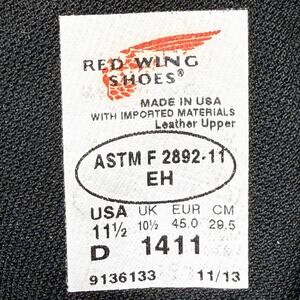 RED WING
SHOES®
MADE IN USA
WITH IMPORTED MATERIALS
Leather Upper
ASTM F 2892-11
EH
USA UK EUR CM
11½ 10½ 45.0 29.5
D 1411
9136133 11/13